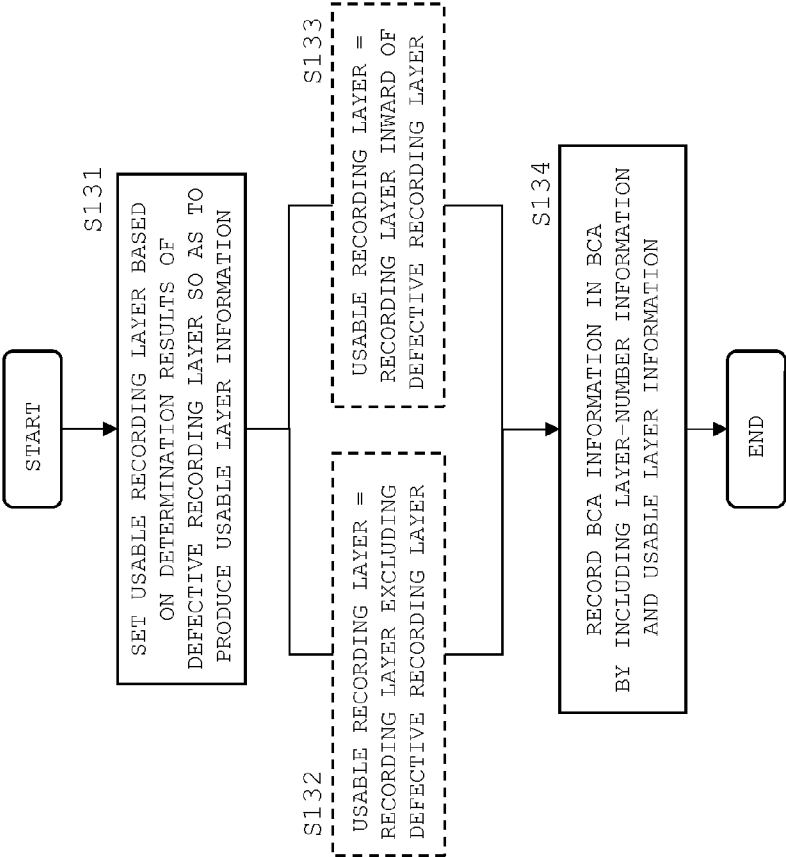 START
S131
SET USABLE RECORDING LAYER BASED
ON DETERMINATION RESULTS OF
DEFECTIVE RECORDING LAYER SO AS TO
PRODUCE USABLE LAYER INFORMATION
S132
USABLE RECORDING LAYER =
RECORDING LAYER EXCLUDING
DEFECTIVE RECORDING LAYER
S133
USABLE RECORDING LAYER =
RECORDING LAYER INWARD OF
DEFECTIVE RECORDING LAYER
S134
RECORD BCA INFORMATION IN BCA
BY INCLUDING LAYER-NUMBER INFORMATION
AND USABLE LAYER INFORMATION
END